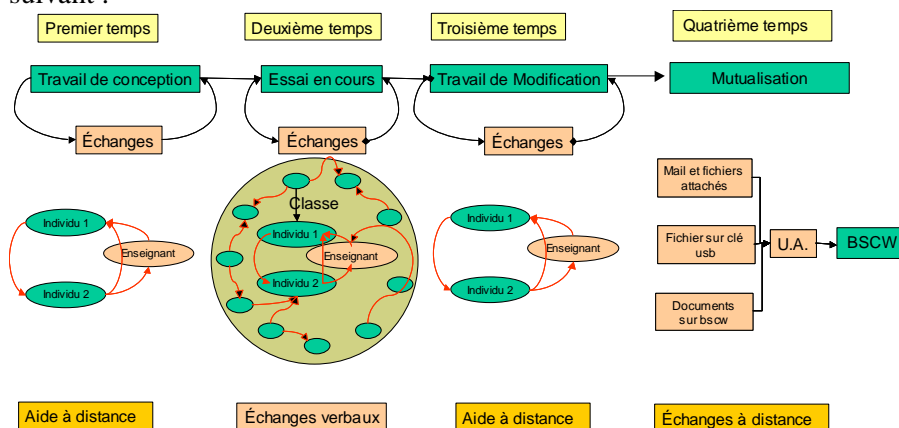 suivant :
Premier temps
Deuxième temps
Troisième temps
Quatrième temps
Travail de conception
Essai en cours
Travail de Modification
Mutualisation
Échanges
Échanges
Échanges
Classe
Individu 1
Enseignant
Individu 2
Individu 1
Enseignant
Individu 2
Individu 1
Enseignant
Individu 2
Mail et fichiers
attachés
Fichier sur clé
usb
Documents
sur bscw
U.A.
BSCW
Aide à distance
Échanges verbaux
Aide à distance
Échanges à distance